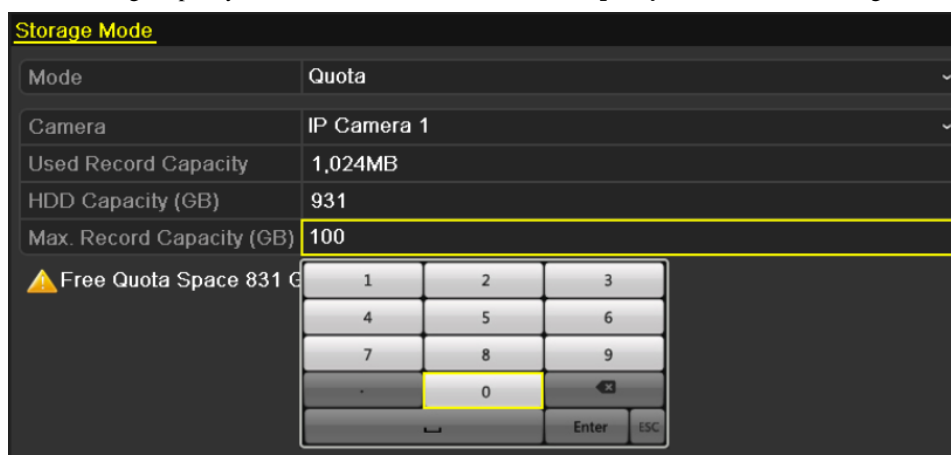 Storage Mode
Mode Quota
Camera IP Camera 1
Used Record Capacity 1,024MB
HDD Capacity (GB) 931
Max. Record Capacity (GB) 100
Free Quota Space 831 G
1 2 3
4 5 6
7 8 9
. 0
Enter ESC